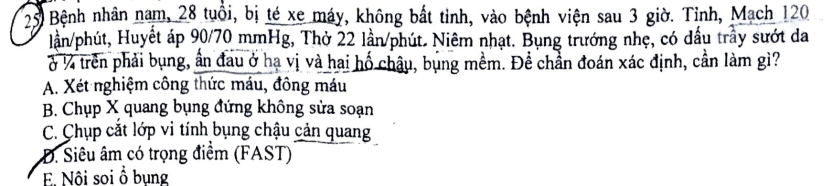 25) Bệnh nhân nam, 28 tuổi, bị té xe máy, không bất tỉnh, vào bệnh viện sau 3 giờ. Tỉnh, Mạch 120
lần/phút, Huyết áp 90/70 mmHg, Thở 22 lần/phút. Niêm nhạt. Bụng trướng nhẹ, có dấu trầy sướt da
ở ¼ trên phải bụng, ấn đau ở hạ vị và hai hố chậu, bụng mềm. Để chẩn đoán xác định, cần làm gì?
A. Xét nghiệm công thức máu, đông máu
B. Chụp X quang bụng đứng không sửa soạn
C. Chụp cắt lớp vi tính bụng chậu cản quang
D. Siêu âm có trọng điểm (FAST)
E. Nội soi ổ bụng